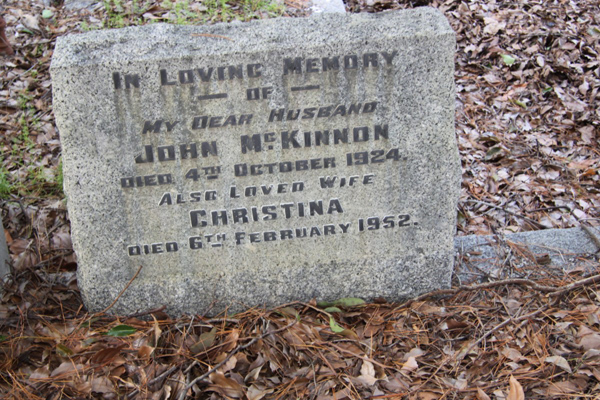 In Loving Memory
— OF —
My Dear Husband
John McKinnon
Died 4th October 1924.
Also Loved Wife
Christina
Died 6th February 1952.